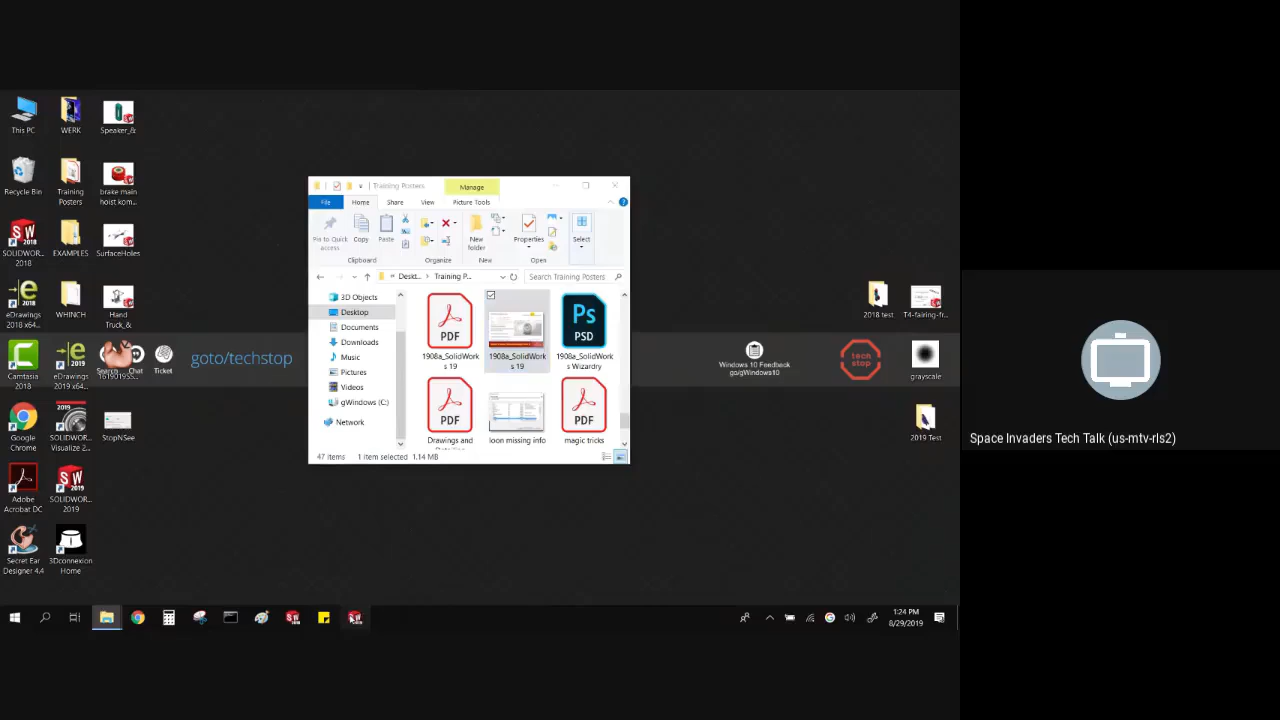 This PC
WERK
Speaker_&
Recycle Bin
Training
Posters
brake main
hoist kom...
SOLIDWOR...
2018
EXAMPLES
SurfaceHoles
eDrawings
2018 x64...
WHINCH
Hand
Truck_&
Camtasia
2018
eDrawings
2019 x64...
Search
Chat
Ticket
goto/techstop
Google
Chrome
SOLIDWOR...
Visualize 2...
StopNSee
Adobe
Acrobat DC
SOLIDWOR...
2019
Secret Ear
Designer 4.4
3Dconnexion
Home
Training Posters
Manage
File
Home
Share
View
Picture Tools
Pin to Quick
access
Copy
Paste
New
folder
Properties
Select
Clipboard
Organize
New
Open
« Deskt... > Training P...
Search Training Posters
3D Objects
Desktop
Documents
Downloads
Music
Pictures
Videos
gWindows (C:)
Network
PDF
1908a_SolidWork
s 19
1908a_SolidWork
s 19
Ps
PSD
1908a_SolidWork
s Wizardry
PDF
Drawings and
loon missing info
PDF
magic tricks
47 items
1 item selected 1.14 MB
2018 test
T4-fairing-fr...
Windows 10 Feedback
go/gWindows10
tech
stop
grayscale
2019 Test
1:24 PM
8/29/2019
Space Invaders Tech Talk (us-mtv-rls2)